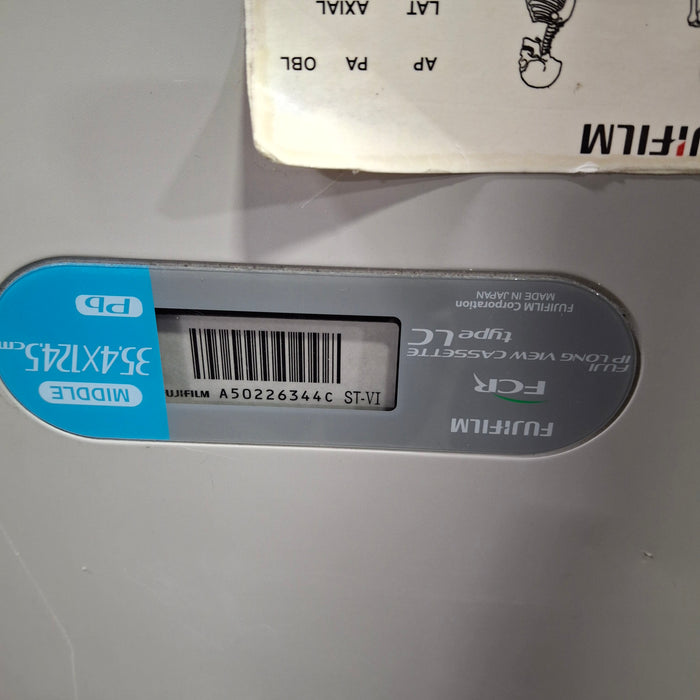 FUJIFILM
AP PA OBL
LAT AXIAL
FUJIFILM
FCR
FUJI
IP LONG VIEW CASSETTE
type LC
FUJIFILM Corporation
MADE IN JAPAN
MIDDLE
35.4X124.5cm
Pb
FUJIFILM A50226344C ST-VI